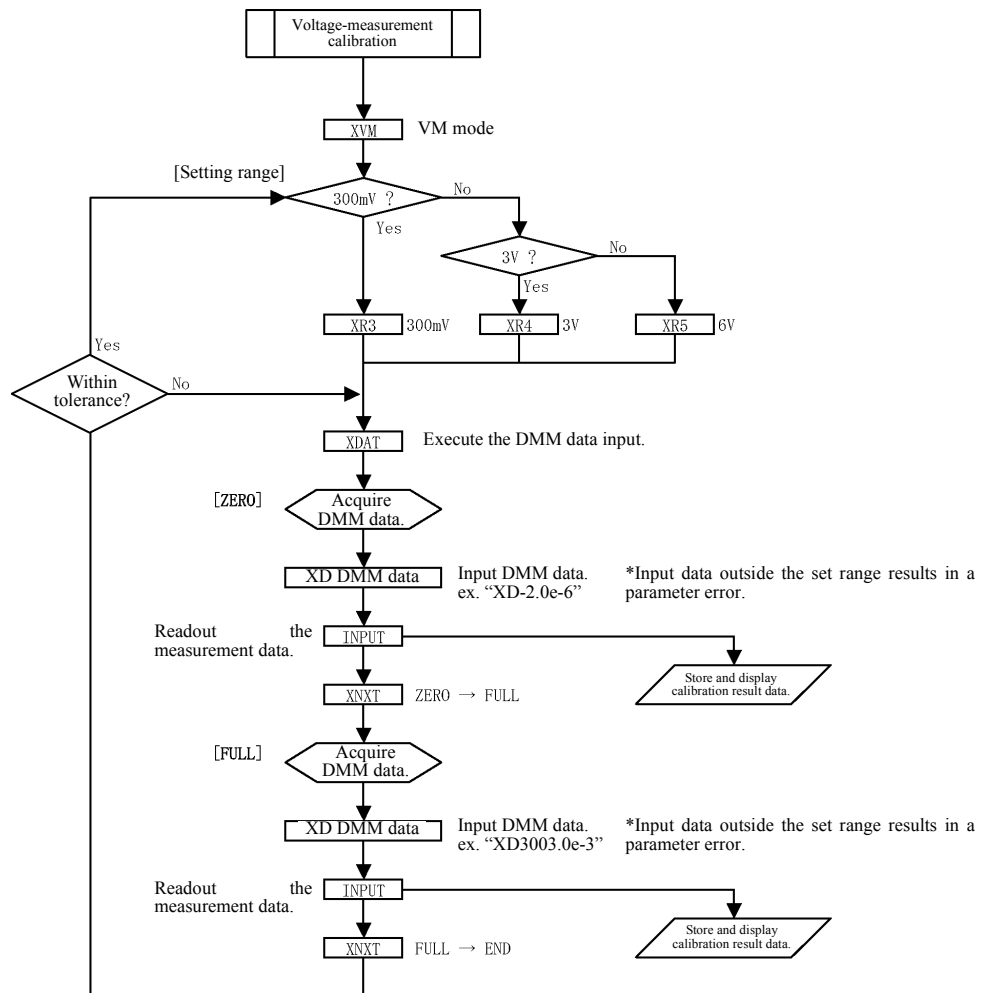 Voltage-measurement
calibration
XVM
VM mode
[Setting range]
300mV ?
No
Yes
3V ?
No
Yes
XR3
300mV
XR4
3V
XR5
6V
Yes
Within
tolerance?
No
XDAT
Execute the DMM data input.
[ZERO]
Acquire
DMM data.
XD DMM data
Input DMM data.
ex. “XD-2.0e-6”
*Input data outside the set range results in a
parameter error.
Readout the
measurement data.
INPUT
Store and display
calibration result data.
XNXT
ZERO → FULL
[FULL]
Acquire
DMM data.
XD DMM data
Input DMM data.
ex. “XD3003.0e-3”
*Input data outside the set range results in a
parameter error.
Readout the
measurement data.
INPUT
Store and display
calibration result data.
XNXT
FULL → END